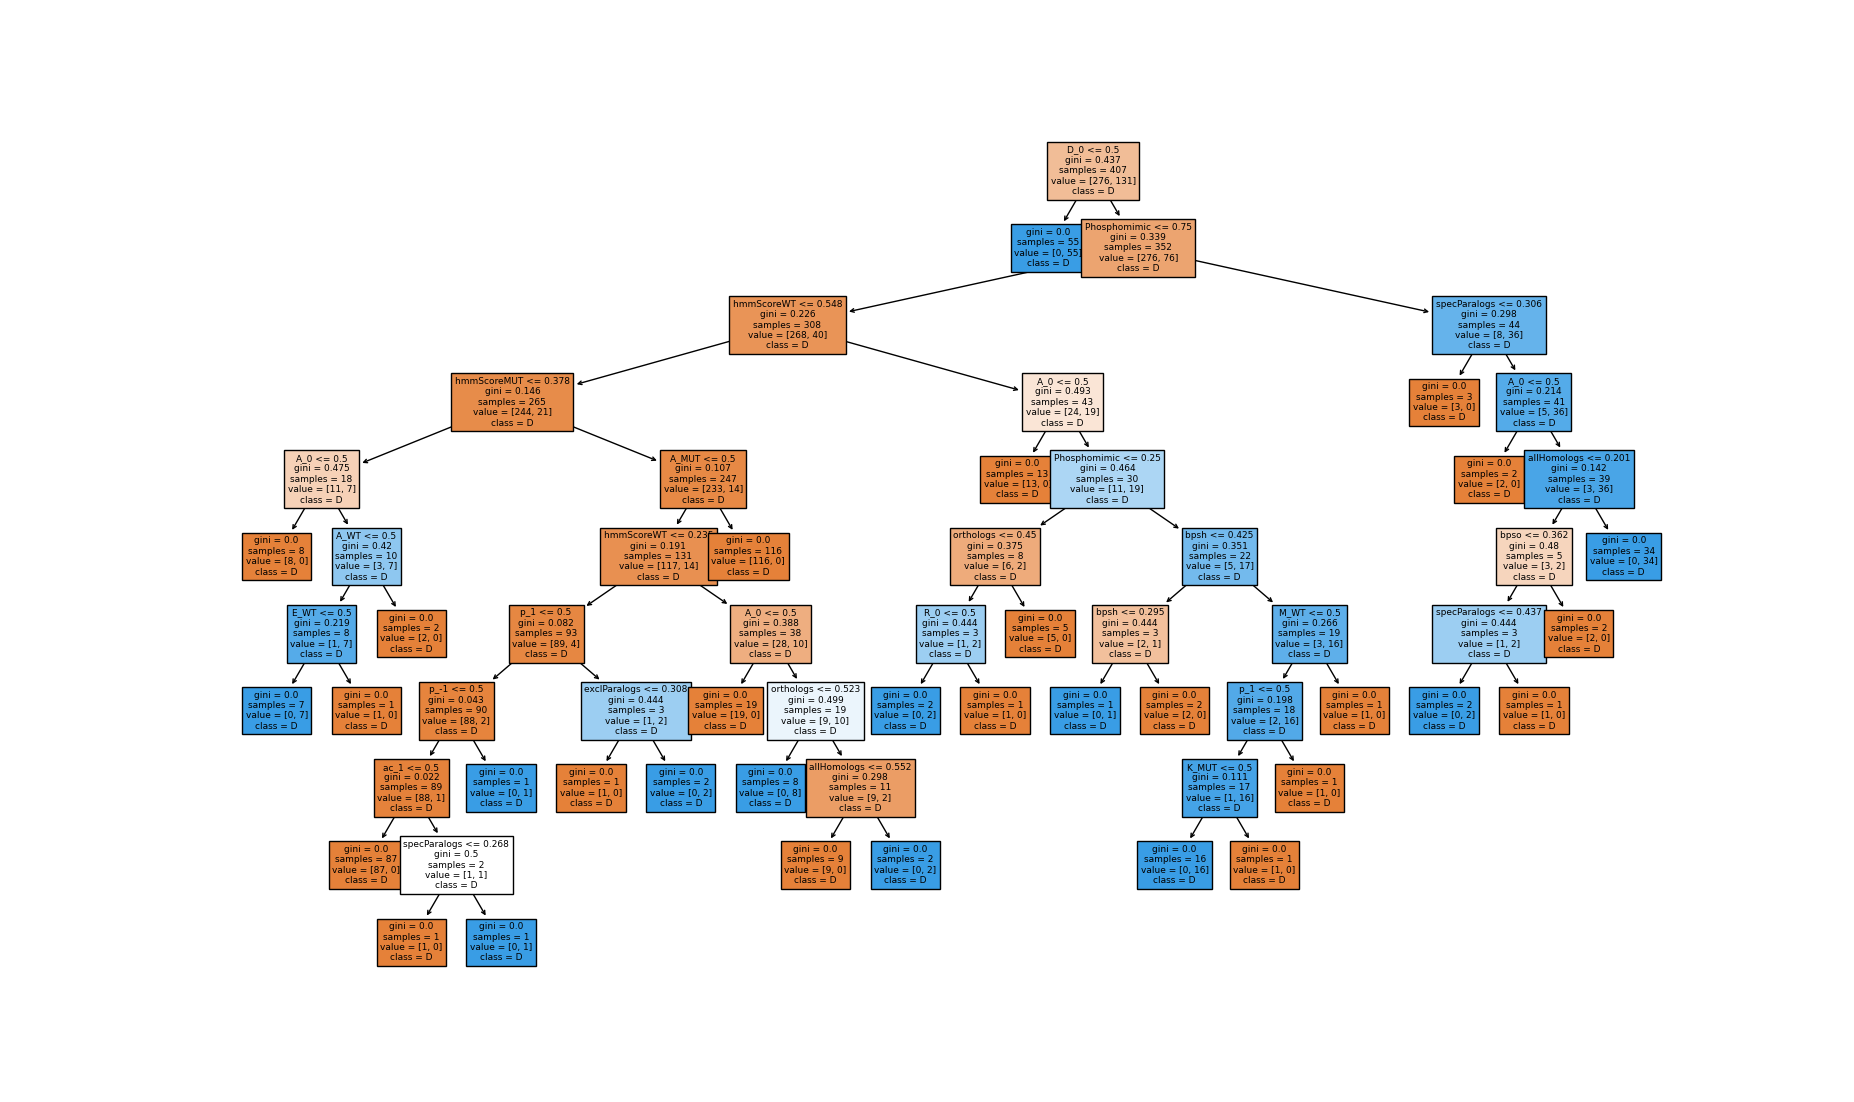 D_0 <= 0.5
gini = 0.437
samples = 407
value = [276, 131]
class = D
gini = 0.0
samples = 55
value = [0, 55]
class = D
Phosphomimic <= 0.75
gini = 0.339
samples = 352
value = [276, 76]
class = D
hmmScoreWT <= 0.548
gini = 0.226
samples = 308
value = [268, 40]
class = D
specParalogs <= 0.306
gini = 0.298
samples = 44
value = [8, 36]
class = D
hmmScoreMUT <= 0.378
gini = 0.146
samples = 265
value = [244, 21]
class = D
A_0 <= 0.5
gini = 0.493
samples = 43
value = [24, 19]
class = D
gini = 0.0
samples = 3
value = [3, 0]
class = D
A_0 <= 0.5
gini = 0.214
samples = 41
value = [5, 36]
class = D
A_0 <= 0.5
gini = 0.475
samples = 18
value = [11, 7]
class = D
A_MUT <= 0.5
gini = 0.107
samples = 247
value = [233, 14]
class = D
gini = 0.0
samples = 13
value = [13, 0]
class = D
Phosphomimic <= 0.25
gini = 0.464
samples = 30
value = [11, 19]
class = D
gini = 0.0
samples = 2
value = [2, 0]
class = D
allHomologs <= 0.201
gini = 0.142
samples = 39
value = [3, 36]
class = D
gini = 0.0
samples = 8
value = [8, 0]
class = D
A_WT <= 0.5
gini = 0.42
samples = 10
value = [3, 7]
class = D
hmmScoreWT <= 0.235
gini = 0.191
samples = 131
value = [117, 14]
class = D
gini = 0.0
samples = 116
value = [116, 0]
class = D
orthologs <= 0.45
gini = 0.375
samples = 8
value = [6, 2]
class = D
bpsh <= 0.425
gini = 0.351
samples = 22
value = [5, 17]
class = D
bpso <= 0.362
gini = 0.48
samples = 5
value = [3, 2]
class = D
gini = 0.0
samples = 34
value = [0, 34]
class = D
E_WT <= 0.5
gini = 0.219
samples = 8
value = [1, 7]
class = D
gini = 0.0
samples = 2
value = [2, 0]
class = D
p_1 <= 0.5
gini = 0.082
samples = 93
value = [89, 4]
class = D
A_0 <= 0.5
gini = 0.388
samples = 38
value = [28, 10]
class = D
R_0 <= 0.5
gini = 0.444
samples = 3
value = [1, 2]
class = D
gini = 0.0
samples = 5
value = [5, 0]
class = D
bpsh <= 0.295
gini = 0.444
samples = 3
value = [2, 1]
class = D
M_WT <= 0.5
gini = 0.266
samples = 19
value = [3, 16]
class = D
specParalogs <= 0.437
gini = 0.444
samples = 3
value = [1, 2]
class = D
gini = 0.0
samples = 2
value = [2, 0]
class = D
gini = 0.0
samples = 7
value = [0, 7]
class = D
gini = 0.0
samples = 1
value = [1, 0]
class = D
p_-1 <= 0.5
gini = 0.043
samples = 90
value = [88, 2]
class = D
exclParalogs <= 0.308
gini = 0.444
samples = 3
value = [1, 2]
class = D
gini = 0.0
samples = 19
value = [19, 0]
class = D
orthologs <= 0.523
gini = 0.499
samples = 19
value = [9, 10]
class = D
gini = 0.0
samples = 2
value = [0, 2]
class = D
gini = 0.0
samples = 1
value = [1, 0]
class = D
gini = 0.0
samples = 1
value = [0, 1]
class = D
gini = 0.0
samples = 2
value = [2, 0]
class = D
p_1 <= 0.5
gini = 0.198
samples = 18
value = [2, 16]
class = D
gini = 0.0
samples = 1
value = [1, 0]
class = D
gini = 0.0
samples = 2
value = [0, 2]
class = D
gini = 0.0
samples = 1
value = [1, 0]
class = D
ac_1 <= 0.5
gini = 0.022
samples = 89
value = [88, 1]
class = D
gini = 0.0
samples = 1
value = [0, 1]
class = D
gini = 0.0
samples = 1
value = [1, 0]
class = D
gini = 0.0
samples = 2
value = [0, 2]
class = D
gini = 0.0
samples = 8
value = [0, 8]
class = D
allHomologs <= 0.552
gini = 0.298
samples = 11
value = [9, 2]
class = D
K_MUT <= 0.5
gini = 0.111
samples = 17
value = [1, 16]
class = D
gini = 0.0
samples = 1
value = [1, 0]
class = D
gini = 0.0
samples = 87
value = [87, 0]
class = D
specParalogs <= 0.268
gini = 0.5
samples = 2
value = [1, 1]
class = D
gini = 0.0
samples = 9
value = [9, 0]
class = D
gini = 0.0
samples = 2
value = [0, 2]
class = D
gini = 0.0
samples = 16
value = [0, 16]
class = D
gini = 0.0
samples = 1
value = [1, 0]
class = D
gini = 0.0
samples = 1
value = [1, 0]
class = D
gini = 0.0
samples = 1
value = [0, 1]
class = D